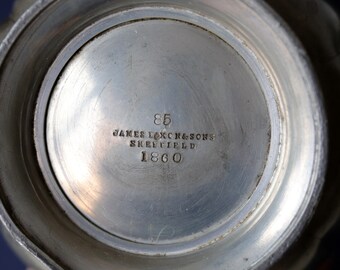 85
JAMES DIXON & SONS
SHEFFIELD
1860